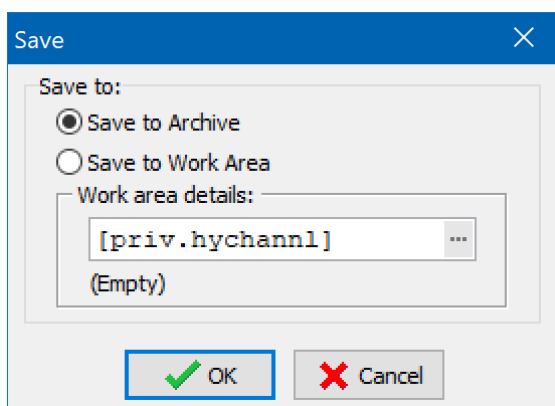 Save
Save to:
Save to Archive
Save to Work Area
Work area details:
[priv.hychannl]
...
(Empty)
OK
Cancel